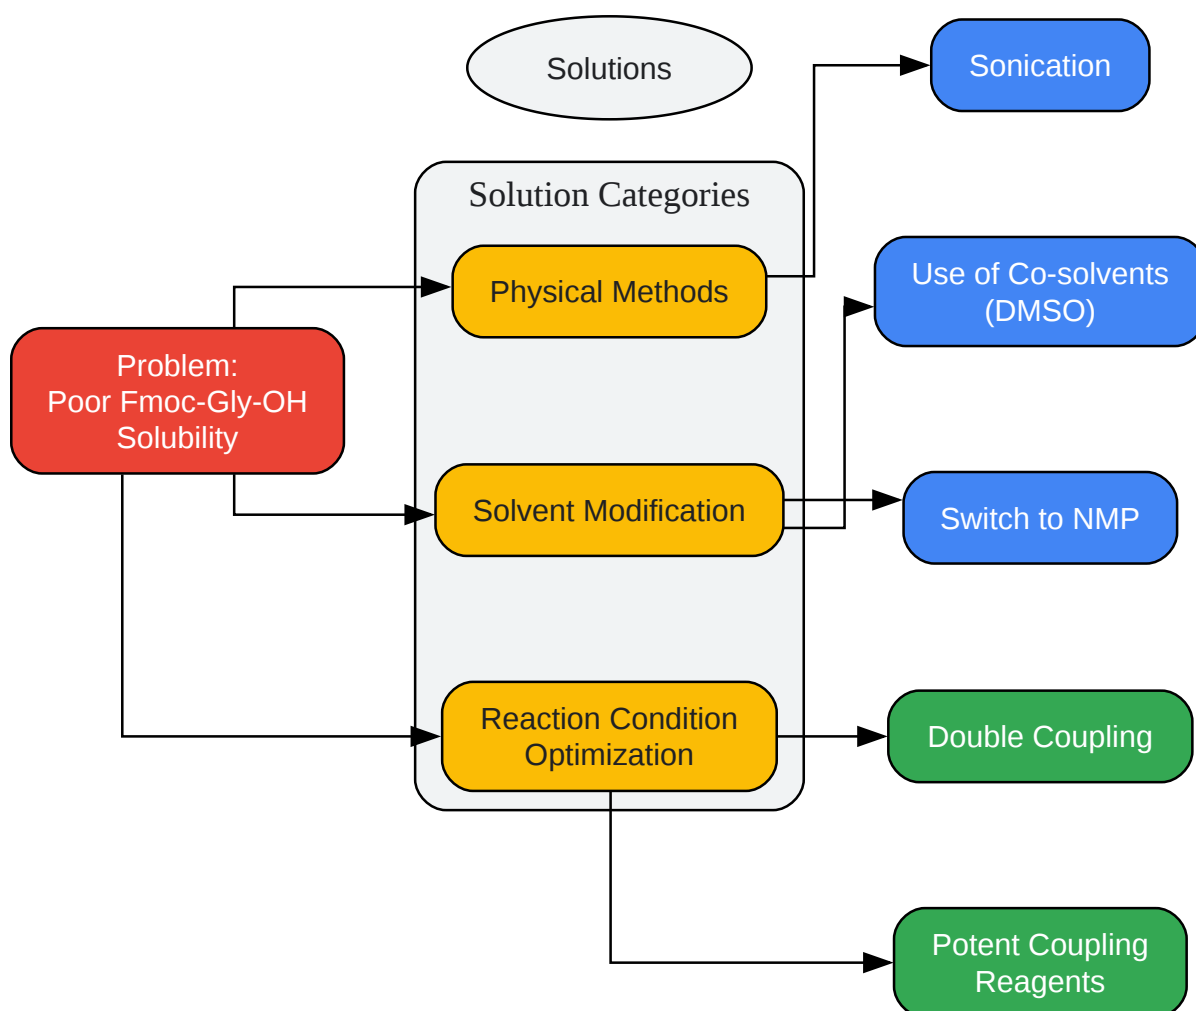 Solutions
Sonication
Solution Categories
Physical Methods
Use of Co-solvents
(DMSO)
Problem:
Poor Fmoc-Gly-OH
Solubility
Solvent Modification
Switch to NMP
Reaction Condition
Optimization
Double Coupling
Potent Coupling
Reagents